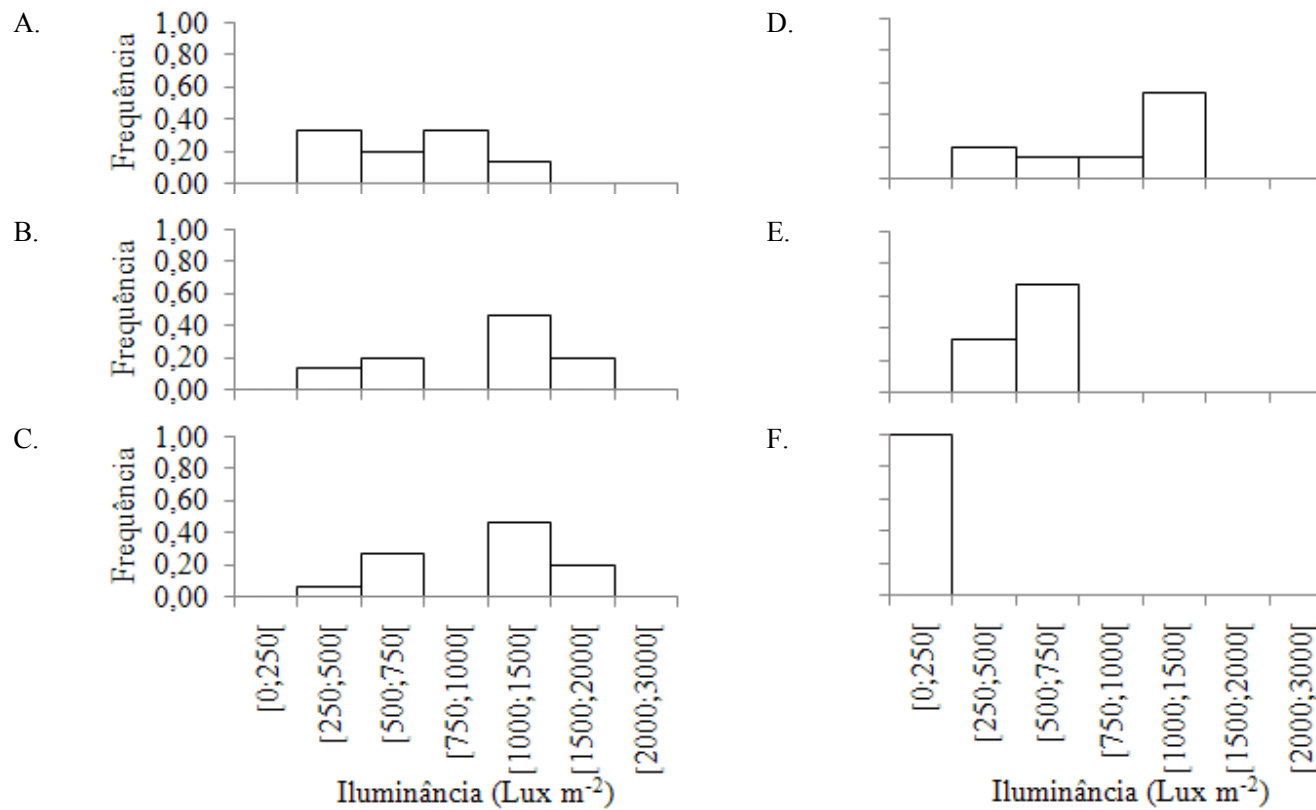 A.
Frequência
1,00
0,80
0,60
0,40
0,20
0,00
B.
Frequência
1,00
0,80
0,60
0,40
0,20
0,00
C.
Frequência
1,00
0,80
0,60
0,40
0,20
0,00
[0;250[
[250;500[
[500;750[
[750;1000[
[1000;1500[
[1500;2000[
[2000;3000[
Iluminância (Lux m-2)
D.
E.
F.
[0;250[
[250;500[
[500;750[
[750;1000[
[1000;1500[
[1500;2000[
[2000;3000[
Iluminância (Lux m-2)